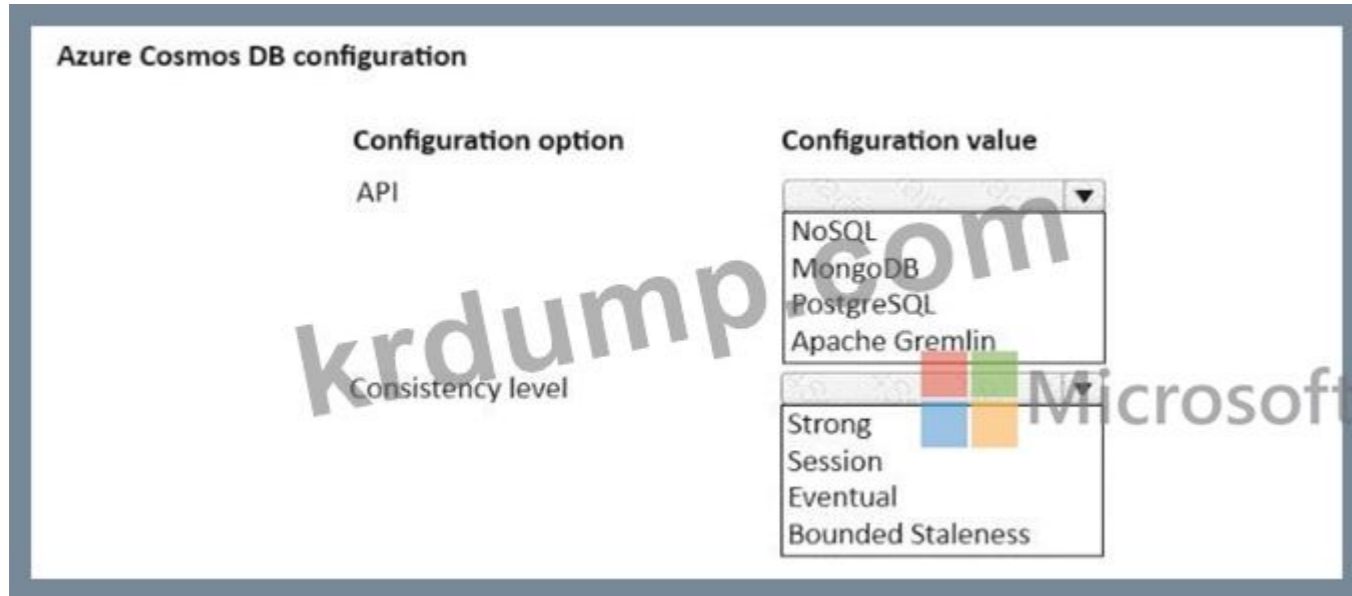 Azure Cosmos DB configuration
Configuration option Configuration value
API
NoSQL
MongoDB
PostgreSQL
Apache Gremlin
krdump.com
Consistency level
Microsoft
Strong
Session
Eventual
Bounded Staleness